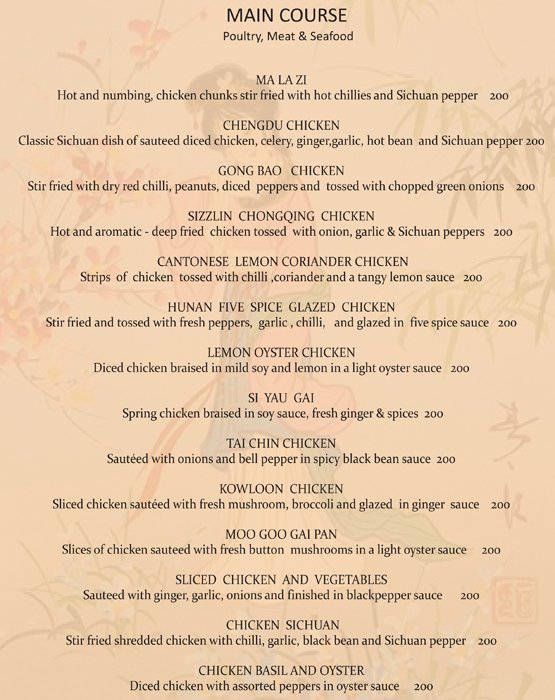 MAIN COURSE
Poultry, Meat & Seafood
MA LA ZI
Hot and numbing, chicken chunks stir fried with hot chillies and Sichuan pepper 200
CHENGDU CHICKEN
Classic Sichuan dish of sauteed diced chicken, celery, ginger,garlic, hot bean and Sichuan pepper 200
GONG BAO CHICKEN
Stir fried with dry red chilli, peanuts, diced peppers and tossed with chopped green onions 200
SIZZLIN CHONGQING CHICKEN
Hot and aromatic - deep fried chicken tossed with onion, garlic & Sichuan peppers 200
CANTONESE LEMON CORIANDER CHICKEN
Strips of chicken tossed with chilli ,coriander and a tangy lemon sauce 200
HUNAN FIVE SPICE GLAZED CHICKEN
Stir fried and tossed with fresh peppers, garlic , chilli, and glazed in five spice sauce 200
LEMON OYSTER CHICKEN
Diced chicken braised in mild soy and lemon in a light oyster sauce 200
SI YAU GAI
Spring chicken braised in soy sauce, fresh ginger & spices 200
TAI CHIN CHICKEN
Sautéed with onions and bell pepper in spicy black bean sauce 200
KOWLOON CHICKEN
Sliced chicken sautéed with fresh mushroom, broccoli and glazed in ginger sauce 200
MOO GOO GAI PAN
Slices of chicken sauteed with fresh button mushrooms in a light oyster sauce 200
SLICED CHICKEN AND VEGETABLES
Sauteed with ginger, garlic, onions and finished in blackpepper sauce 200
CHICKEN SICHUAN
Stir fried shredded chicken with chilli, garlic, black bean and Sichuan pepper 200
CHICKEN BASIL AND OYSTER
Diced chicken with assorted peppers in oyster sauce 200